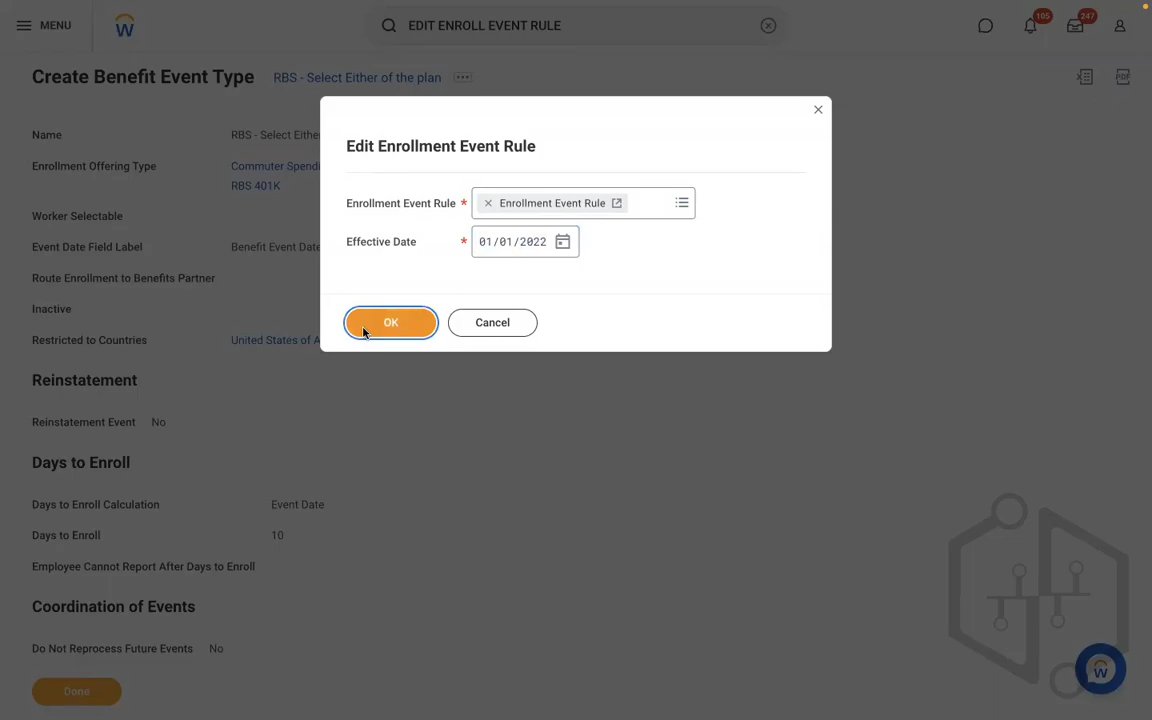 MENU
EDIT ENROLL EVENT RULE
105
247
Create Benefit Event Type
RBS - Select Either of the plan
PDF
Name
RBS - Select Either
Enrollment Offering Type
Commuter Spendi
RBS 401K
Worker Selectable
Event Date Field Label
Benefit Event Date
Route Enrollment to Benefits Partner
Inactive
Restricted to Countries
United States of A
Reinstatement
Reinstatement Event No
Days to Enroll
Days to Enroll Calculation
Event Date
Days to Enroll
10
Employee Cannot Report After Days to Enroll
Coordination of Events
Do Not Reprocess Future Events No
Done
Edit Enrollment Event Rule
Enrollment Event Rule *
Enrollment Event Rule
Effective Date *
01/01/2022
OK
Cancel